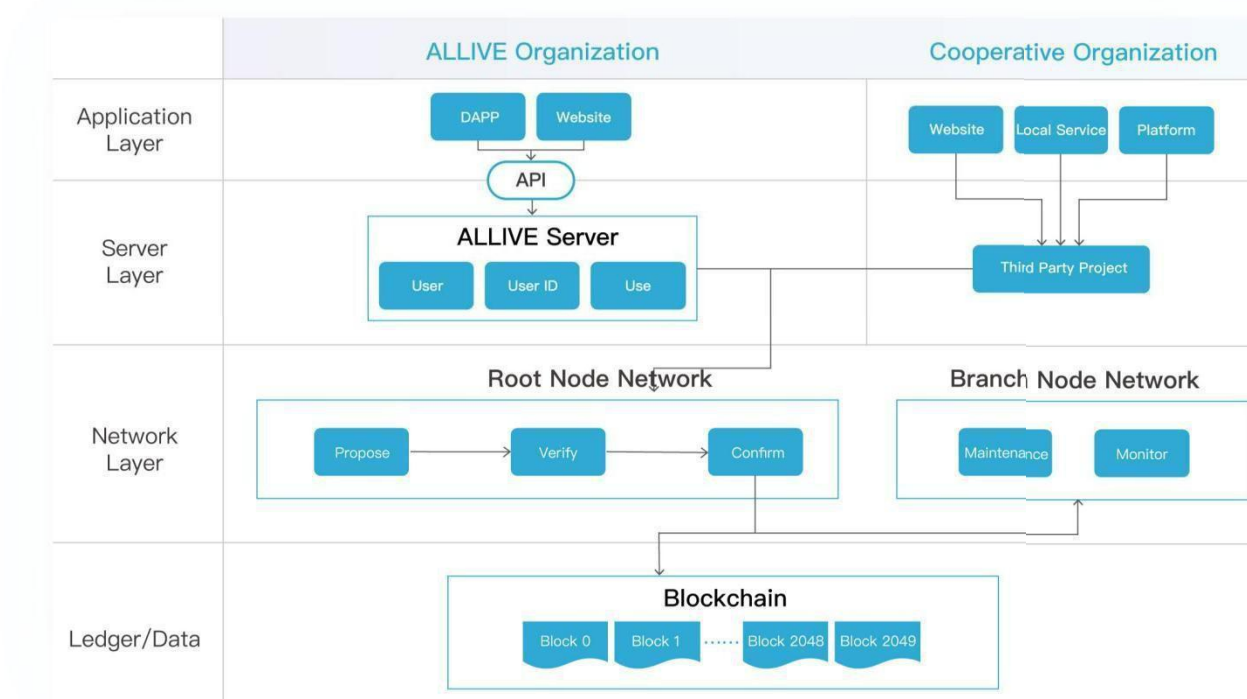 ALLIVE Organization
Cooperative Organization
Application
Layer
DAPP
Website
Website
Local Service
Platform
API
Server
Layer
ALLIVE Server
User
User ID
Use
Third Party Project
Network
Layer
Root Node Network
Branch Node Network
Propose
Verify
Confirm
Maintenance
Monitor
Ledger/Data
Blockchain
Block 0
Block 1
······
Block 2048
Block 2049